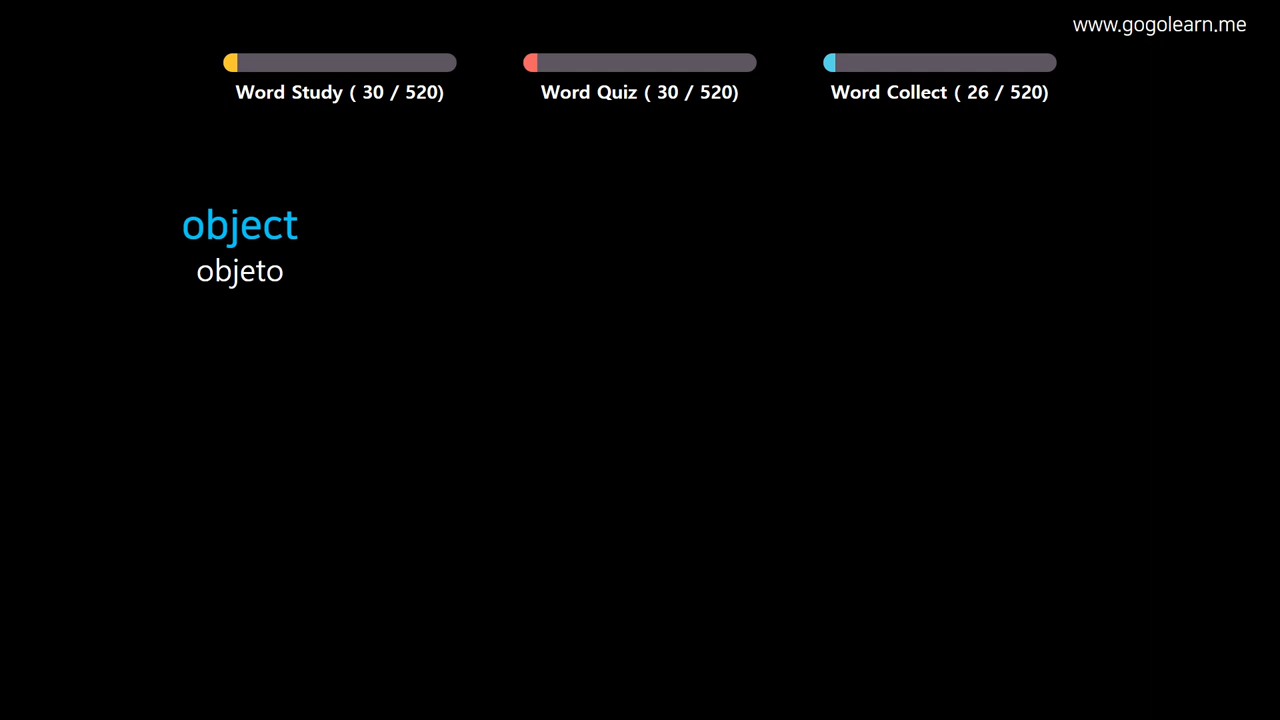 www.gogolearn.me
Word Study ( 30 / 520)
Word Quiz ( 30 / 520)
Word Collect ( 26 / 520)
object
objeto